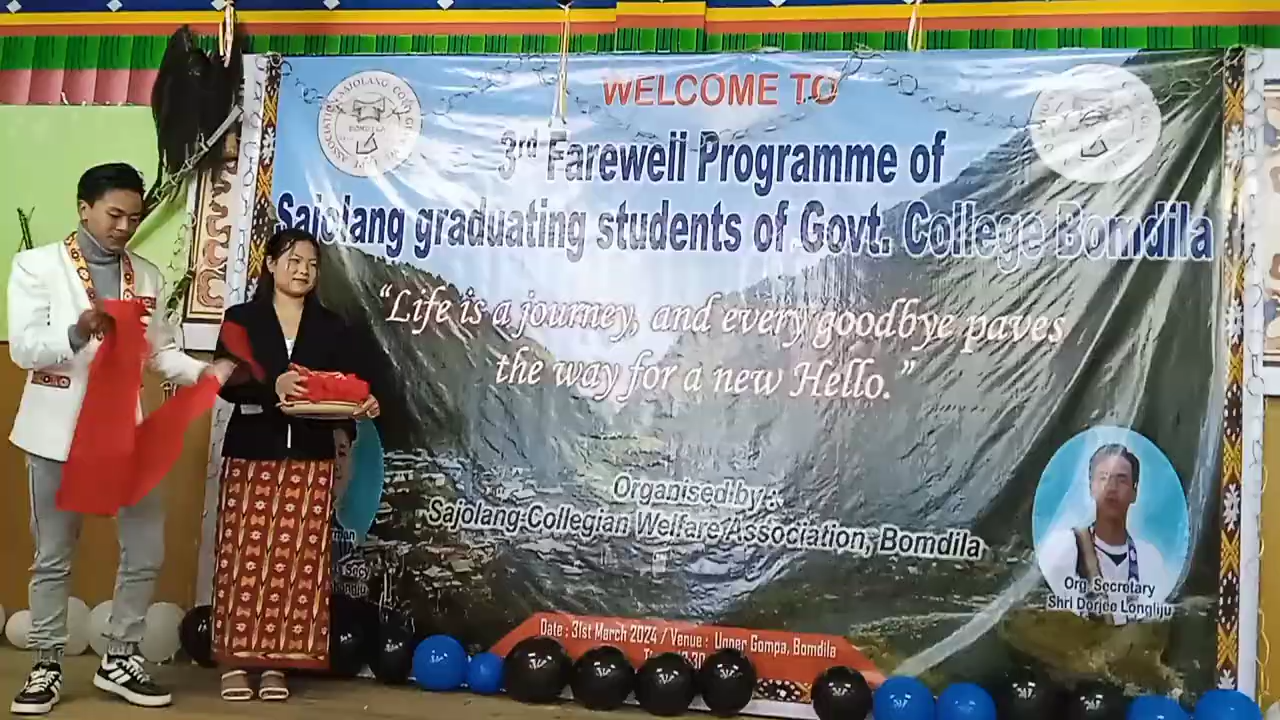 WELCOME TO
3rd Farewell Programme of
Sajolang graduating students of Govt. College Bomdila
“Life is a journey, and every goodbye paves
the way for a new Hello.”
Organised by :
Sajolang Collegian Welfare Association, Bomdila
Org. Secretary
Shri Dorjee Longliju
Date : 31st March 2024 / Venue : Upper Gompa, Bomdila
BOMDILA